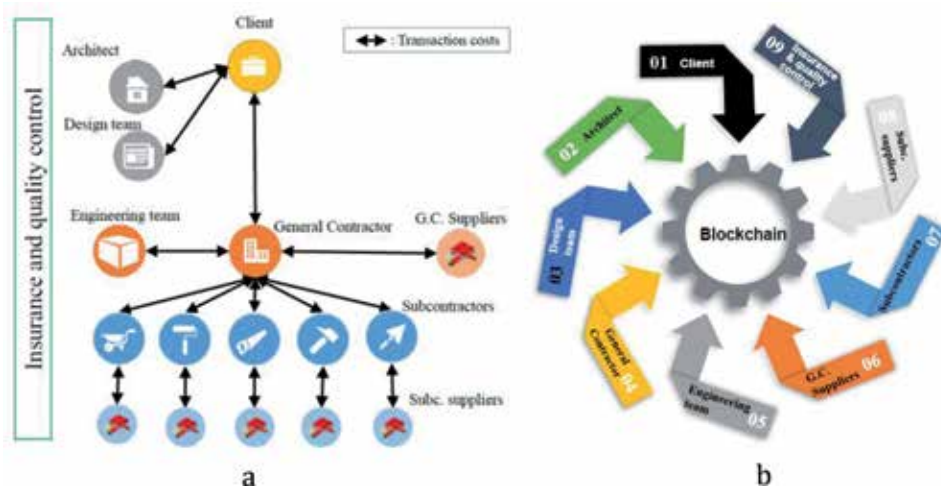 Insurance and quality control
Client
Architect
: Transaction costs
Design team
Engineering team
General Contractor
G.C. Suppliers
Subcontractors
Subc. suppliers
a
01 Client
02 Architect
03 Design
team
04 General
Contractor
05 Engineering
team
06 G.C.
Suppliers
07 Subcontractors
08 Subc.
suppliers
09 Insurance
& quality
control
Blockchain
b